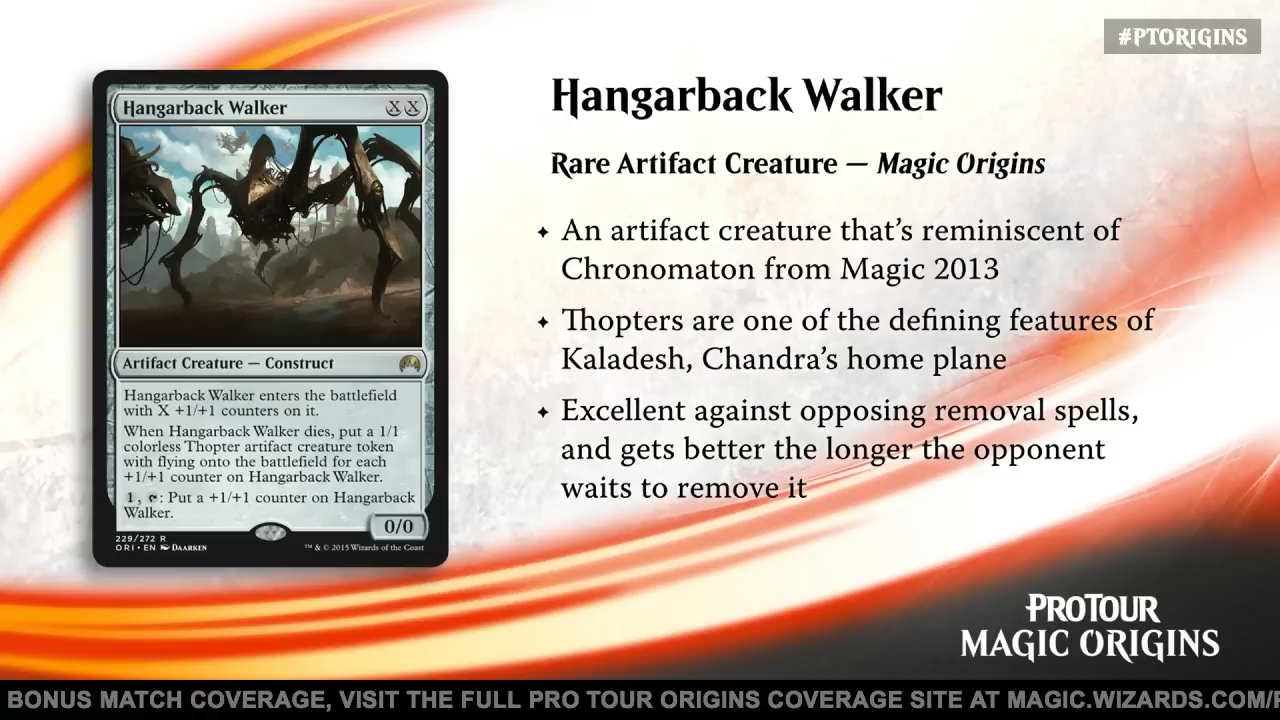 #PTORIGINS
Hangarback Walker XX
Artifact Creature — Construct
Hangarback Walker enters the battlefield
with X +1/+1 counters on it.
When Hangarback Walker dies, put a 1/1
colorless Thopter artifact creature token
with flying onto the battlefield for each
+1/+1 counter on Hangarback Walker.
1, : Put a +1/+1 counter on Hangarback
Walker.
0/0
229/272 R
ORI • EN DAARKEN
™ & © 2015 Wizards of the Coast
Hangarback Walker
Rare Artifact Creature — Magic Origins
An artifact creature that’s reminiscent of
Chronomaton from Magic 2013
Thopters are one of the defining features of
Kaladesh, Chandra’s home plane
Excellent against opposing removal spells,
and gets better the longer the opponent
waits to remove it
PROTOUR
MAGIC ORIGINS
BONUS MATCH COVERAGE, VISIT THE FULL PRO TOUR ORIGINS COVERAGE SITE AT MAGIC.WIZARDS.COM/